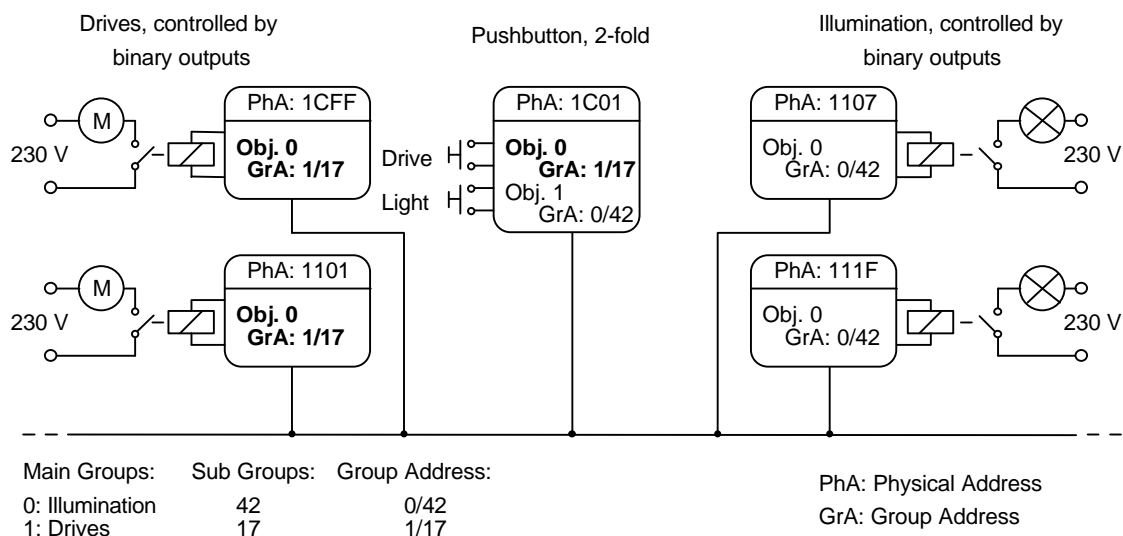 Drives, controlled by
binary outputs
Pushbutton, 2-fold
Illumination, controlled by
binary outputs
M
230 V
PhA: 1CFF
Obj. 0
GrA: 1/17
Drive
Light
PhA: 1C01
Obj. 0
GrA: 1/17
Obj. 1
GrA: 0/42
PhA: 1107
Obj. 0
GrA: 0/42
230 V
M
230 V
PhA: 1101
Obj. 0
GrA: 1/17
PhA: 111F
Obj. 0
GrA: 0/42
230 V
Main Groups: Sub Groups: Group Address:
0: Illumination 42 0/42
1: Drives 17 1/17
PhA: Physical Address
GrA: Group Address